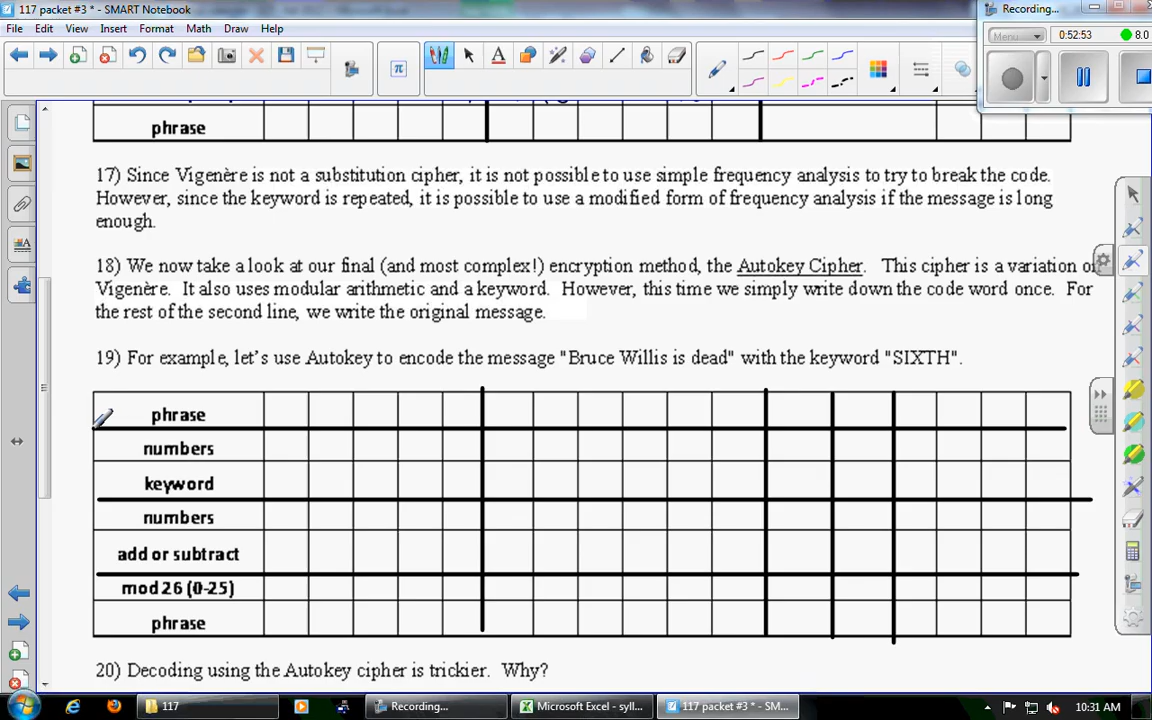 117 packet #3 * - SMART Notebook
Recording...
File Edit View Insert Format Math Draw Help
Menu
0:52:53
8.0
π
A
phrase
17) Since Vigenère is not a substitution cipher, it is not possible to use simple frequency analysis to try to break the code.
However, since the keyword is repeated, it is possible to use a modified form of frequency analysis if the message is long
enough.
18) We now take a look at our final (and most complex!) encryption method, the Autokey Cipher. This cipher is a variation on
Vigenère. It also uses modular arithmetic and a keyword. However, this time we simply write down the code word once. For
the rest of the second line, we write the original message.
19) For example, let's use Autokey to encode the message "Bruce Willis is dead" with the keyword "SIXTH".
phrase
numbers
keyword
numbers
add or subtract
mod 26 (0-25)
phrase
20) Decoding using the Autokey cipher is trickier. Why?
117
Recording...
Microsoft Excel - syll...
117 packet #3 * - SM...
10:31 AM